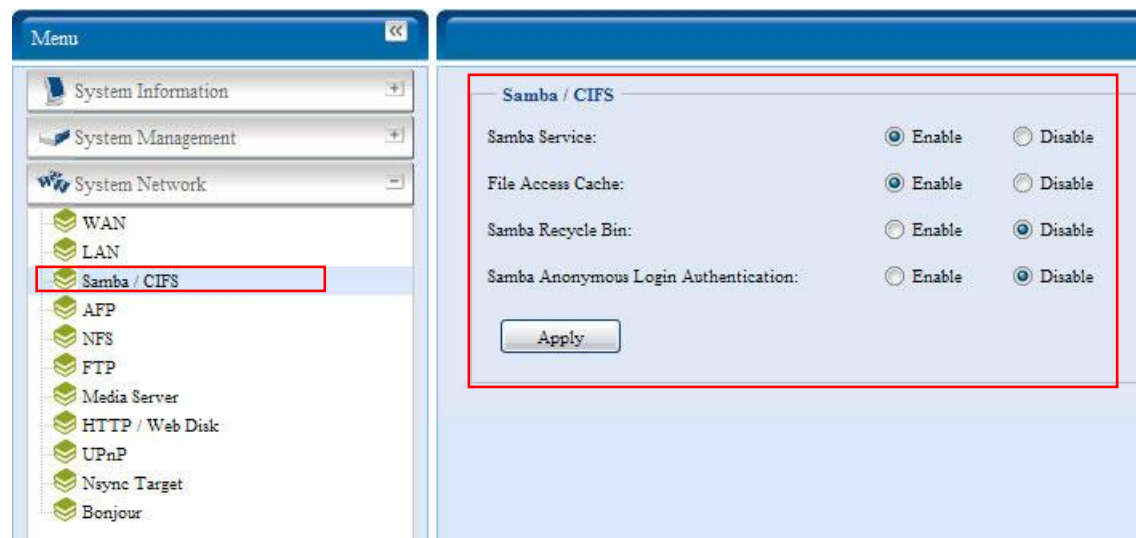 Menu
System Information
System Management
System Network
WAN
LAN
Samba / CIFS
AFP
NFS
FTP
Media Server
HTTP / Web Disk
UPnP
Nsync Target
Bonjour
Samba / CIFS
Samba Service: Enable Disable
File Access Cache: Enable Disable
Samba Recycle Bin: Enable Disable
Samba Anonymous Login Authentication: Enable Disable
Apply